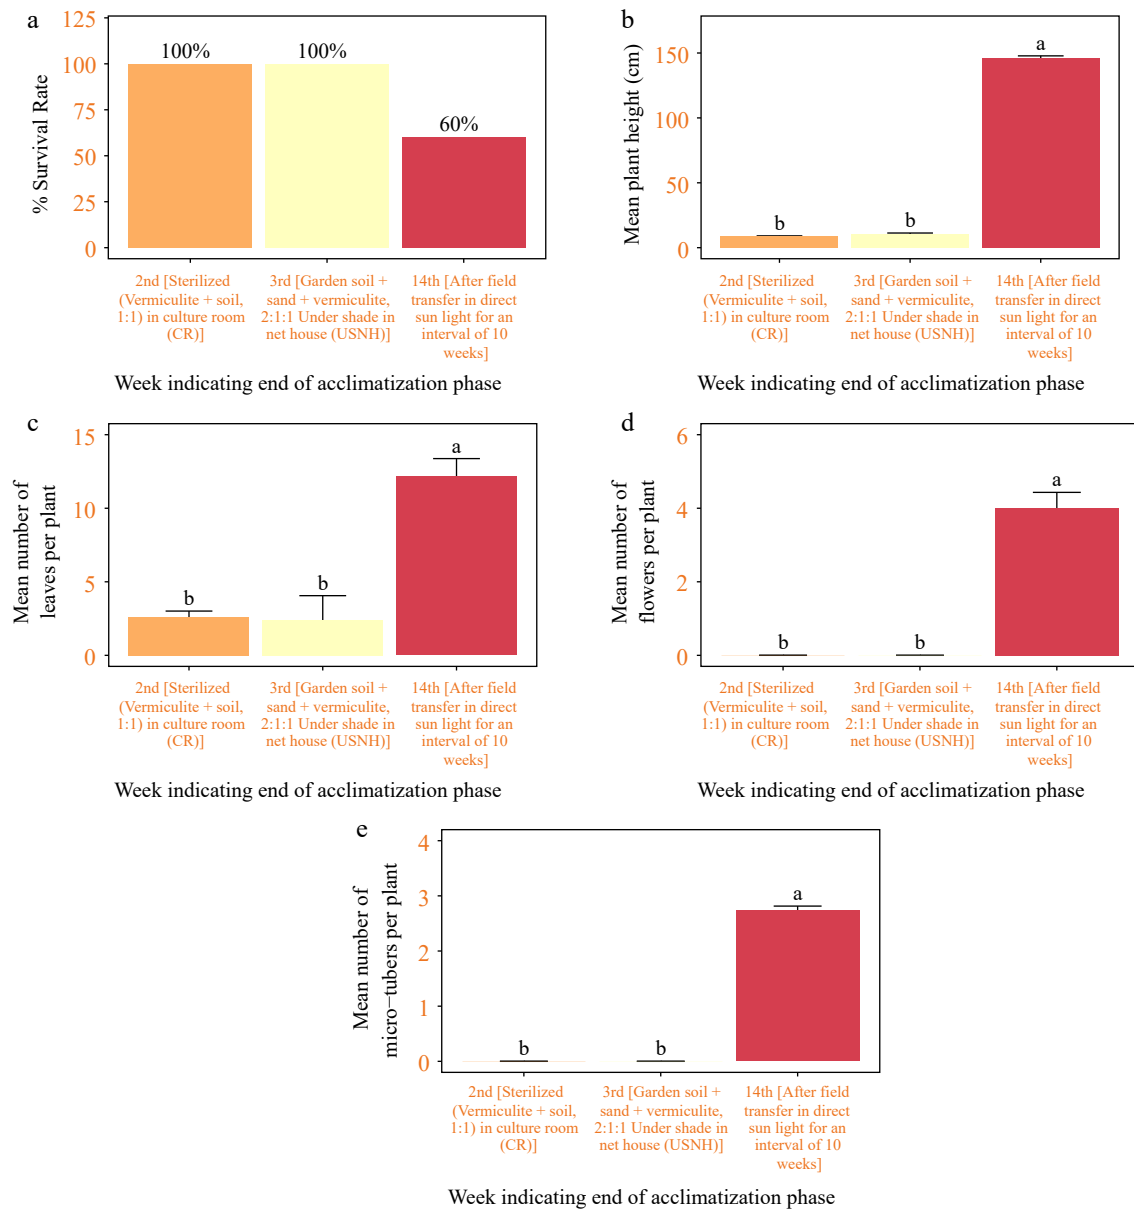 a
125
100
75
50
25
0
% Survival Rate
100%
100%
60%
2nd [Sterilized
(Vermiculite + soil,
1:1) in culture room
(CR)]
3rd [Garden soil +
sand + vermiculite,
2:1:1 Under shade in
net house (USNH)]
14th [After field
transfer in direct
sun light for an
interval of 10
weeks]
Week indicating end of acclimatization phase
b
150
100
50
0
Mean plant height (cm)
b
b
a
2nd [Sterilized
(Vermiculite + soil,
1:1) in culture room
(CR)]
3rd [Garden soil +
sand + vermiculite,
2:1:1 Under shade in
net house (USNH)]
14th [After field
transfer in direct
sun light for an
interval of 10
weeks]
Week indicating end of acclimatization phase
c
15
10
5
0
Mean number of
leaves per plant
b
b
a
2nd [Sterilized
(Vermiculite + soil,
1:1) in culture room
(CR)]
3rd [Garden soil +
sand + vermiculite,
2:1:1 Under shade in
net house (USNH)]
14th [After field
transfer in direct
sun light for an
interval of 10
weeks]
Week indicating end of acclimatization phase
d
6
4
2
0
Mean number of
flowers per plant
b
b
a
2nd [Sterilized
(Vermiculite + soil,
1:1) in culture room
(CR)]
3rd [Garden soil +
sand + vermiculite,
2:1:1 Under shade in
net house (USNH)]
14th [After field
transfer in direct
sun light for an
interval of 10
weeks]
Week indicating end of acclimatization phase
e
4
3
2
1
0
Mean number of
micro−tubers per plant
b
b
a
2nd [Sterilized
(Vermiculite + soil,
1:1) in culture room
(CR)]
3rd [Garden soil +
sand + vermiculite,
2:1:1 Under shade in
net house (USNH)]
14th [After field
transfer in direct
sun light for an
interval of 10
weeks]
Week indicating end of acclimatization phase